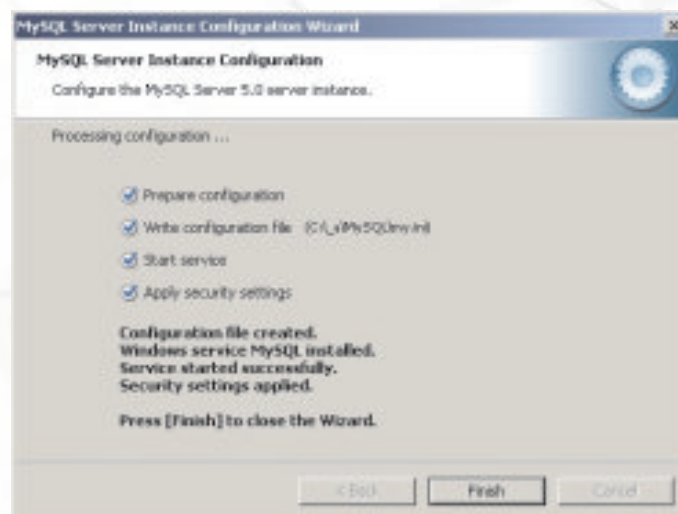 MySQL Server Instance Configuration Wizard
MySQL Server Instance Configuration
Configure the MySQL Server 5.0 server instance.
Processing configuration ...
Prepare configuration
Write configuration file
Start service
Apply security settings
Configuration file created.
Windows service MySQL installed.
Service started successfully.
Security settings applied.
Press [Finish] to close the Wizard.
< Back
Finish
Cancel